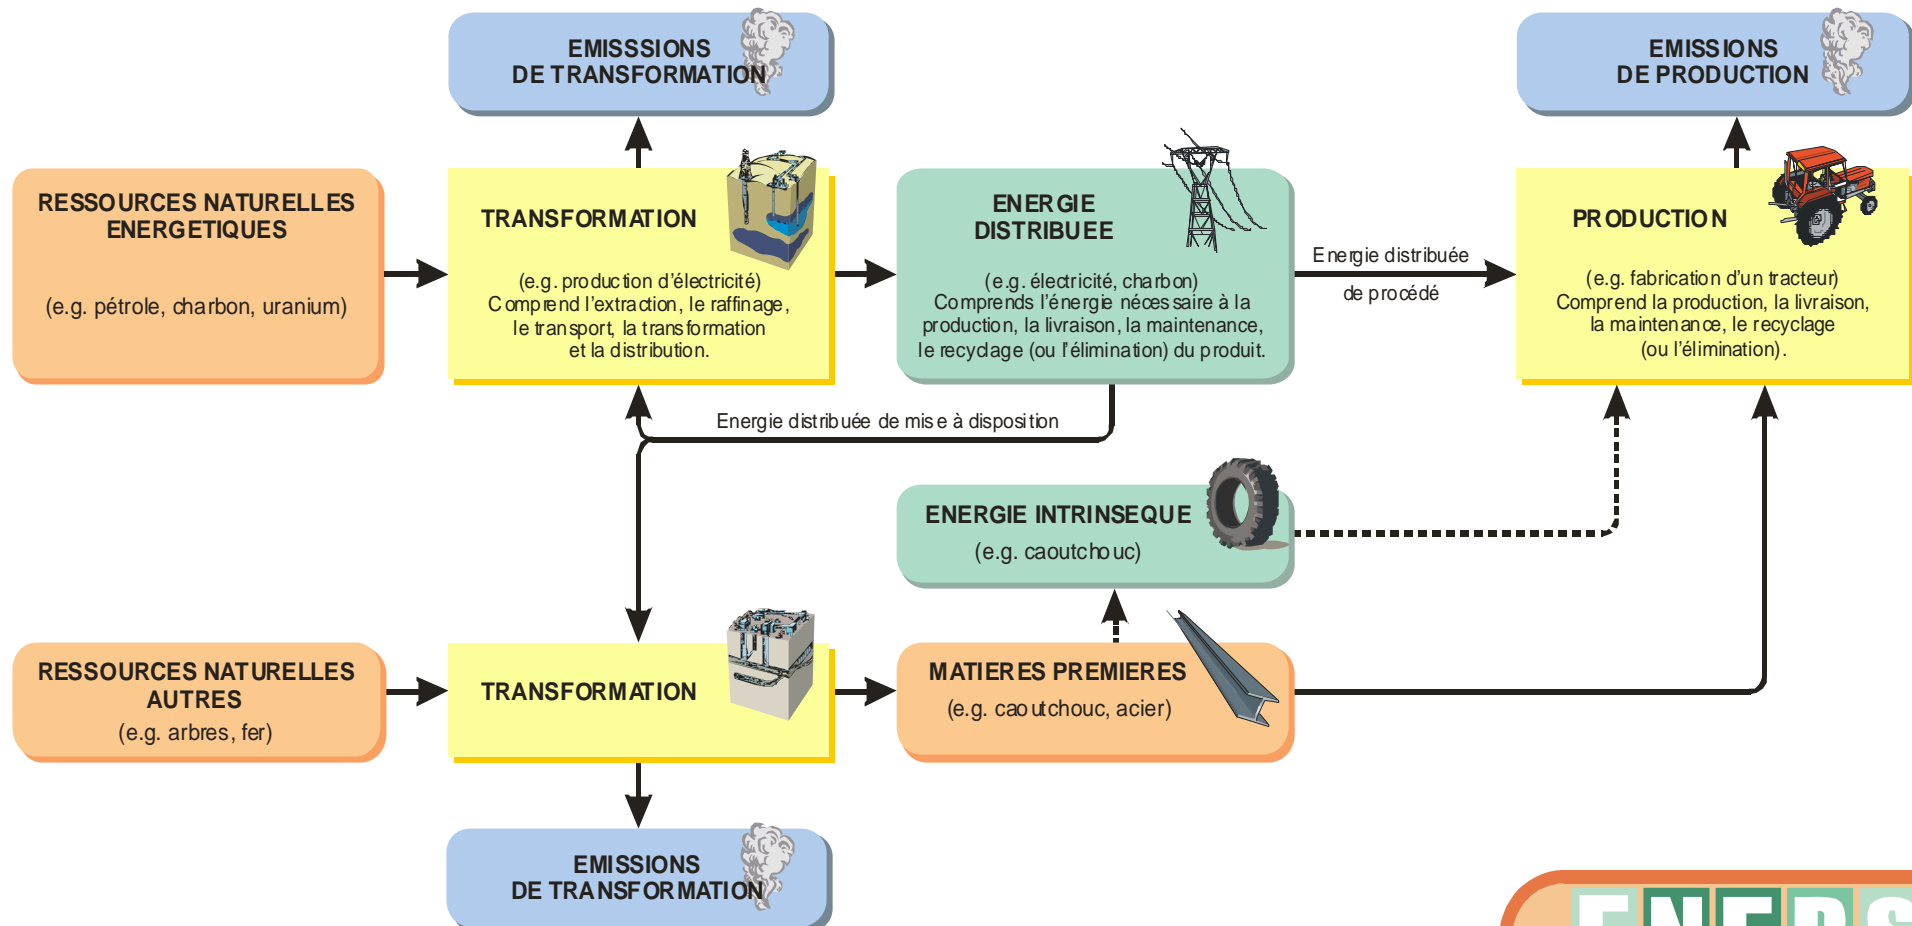 EMISSSIONS
DE TRANSFORMATION
EMISSIONS
DE PRODUCTION
RESSOURCES NATURELLES
ENERGETIQUES
(e.g. pétrole, charbon, uranium)
TRANSFORMATION
(e.g. production d'électricité)
Comprend l'extraction, le raffinage,
le transport, la transformation
et la distribution.
ENERGIE
DISTRIBUEE
(e.g. électricité, charbon)
Comprends l'énergie nécessaire à la
production, la livraison, la maintenance,
le recyclage (ou l'élimination) du produit.
Energie distribuée
de procédé
PRODUCTION
(e.g. fabrication d'un tracteur)
Comprend la production, la livraison,
la maintenance, le recyclage
(ou l'élimination).
Energie distribuée de mise à disposition
ENERGIE INTRINSEQUE
(e.g. caoutchouc)
RESSOURCES NATURELLES
AUTRES
(e.g. arbres, fer)
TRANSFORMATION
MATIERES PREMIERES
(e.g. caoutchouc, acier)
EMISSIONS
DE TRANSFORMATION